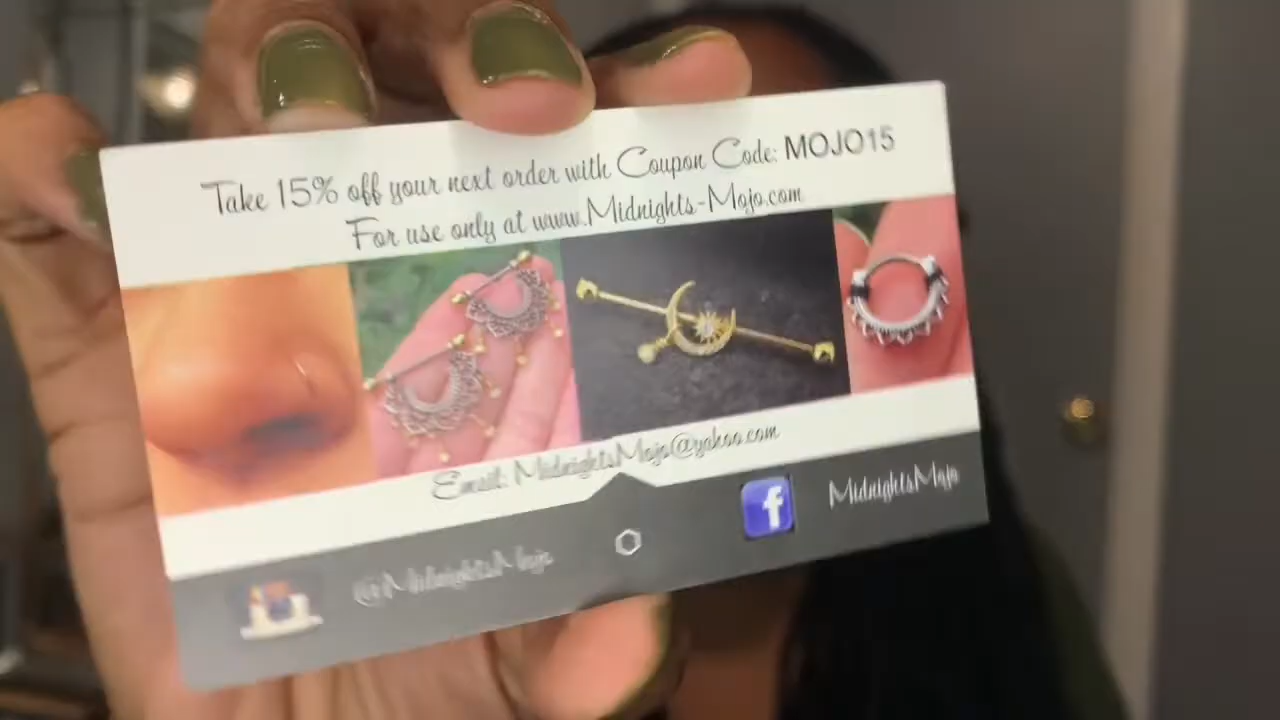 Take 15% off your next order with Coupon Code: MOJO15
For use only at www.Midnights-Mojo.com
Email: MidnightsMojo@yahoo.com
@MidnightsMojo
f
MidnightsMojo